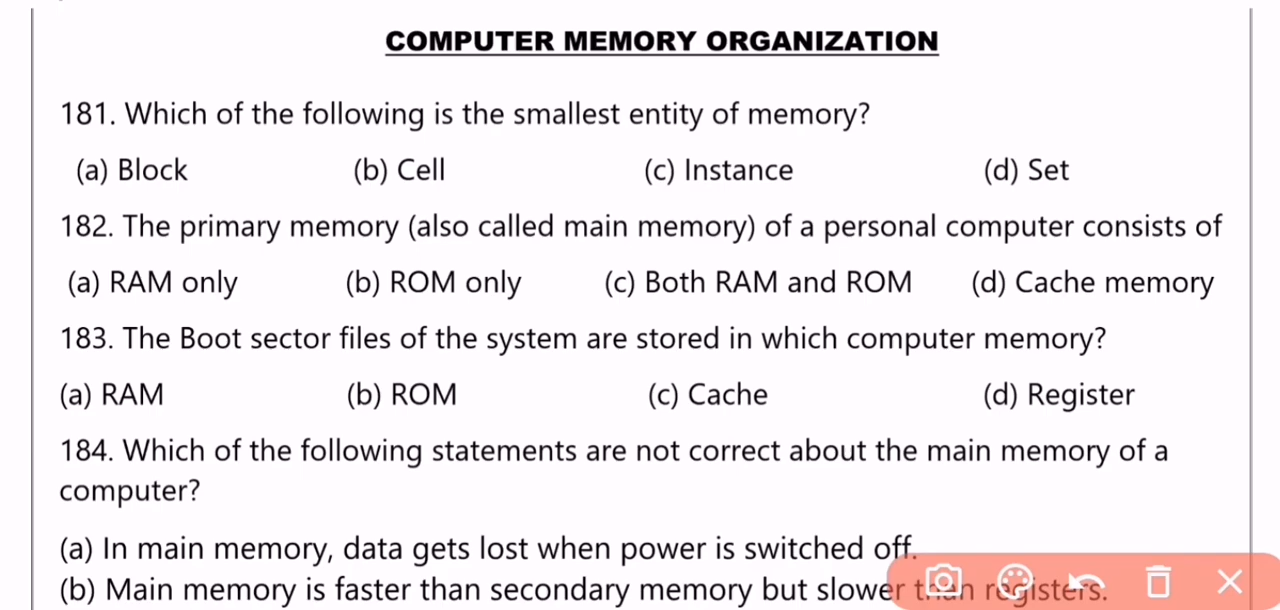 COMPUTER MEMORY ORGANIZATION
181. Which of the following is the smallest entity of memory?
(a) Block (b) Cell (c) Instance (d) Set
182. The primary memory (also called main memory) of a personal computer consists of
(a) RAM only (b) ROM only (c) Both RAM and ROM (d) Cache memory
183. The Boot sector files of the system are stored in which computer memory?
(a) RAM (b) ROM (c) Cache (d) Register
184. Which of the following statements are not correct about the main memory of a
computer?
(a) In main memory, data gets lost when power is switched off.
(b) Main memory is faster than secondary memory but slower than registers.